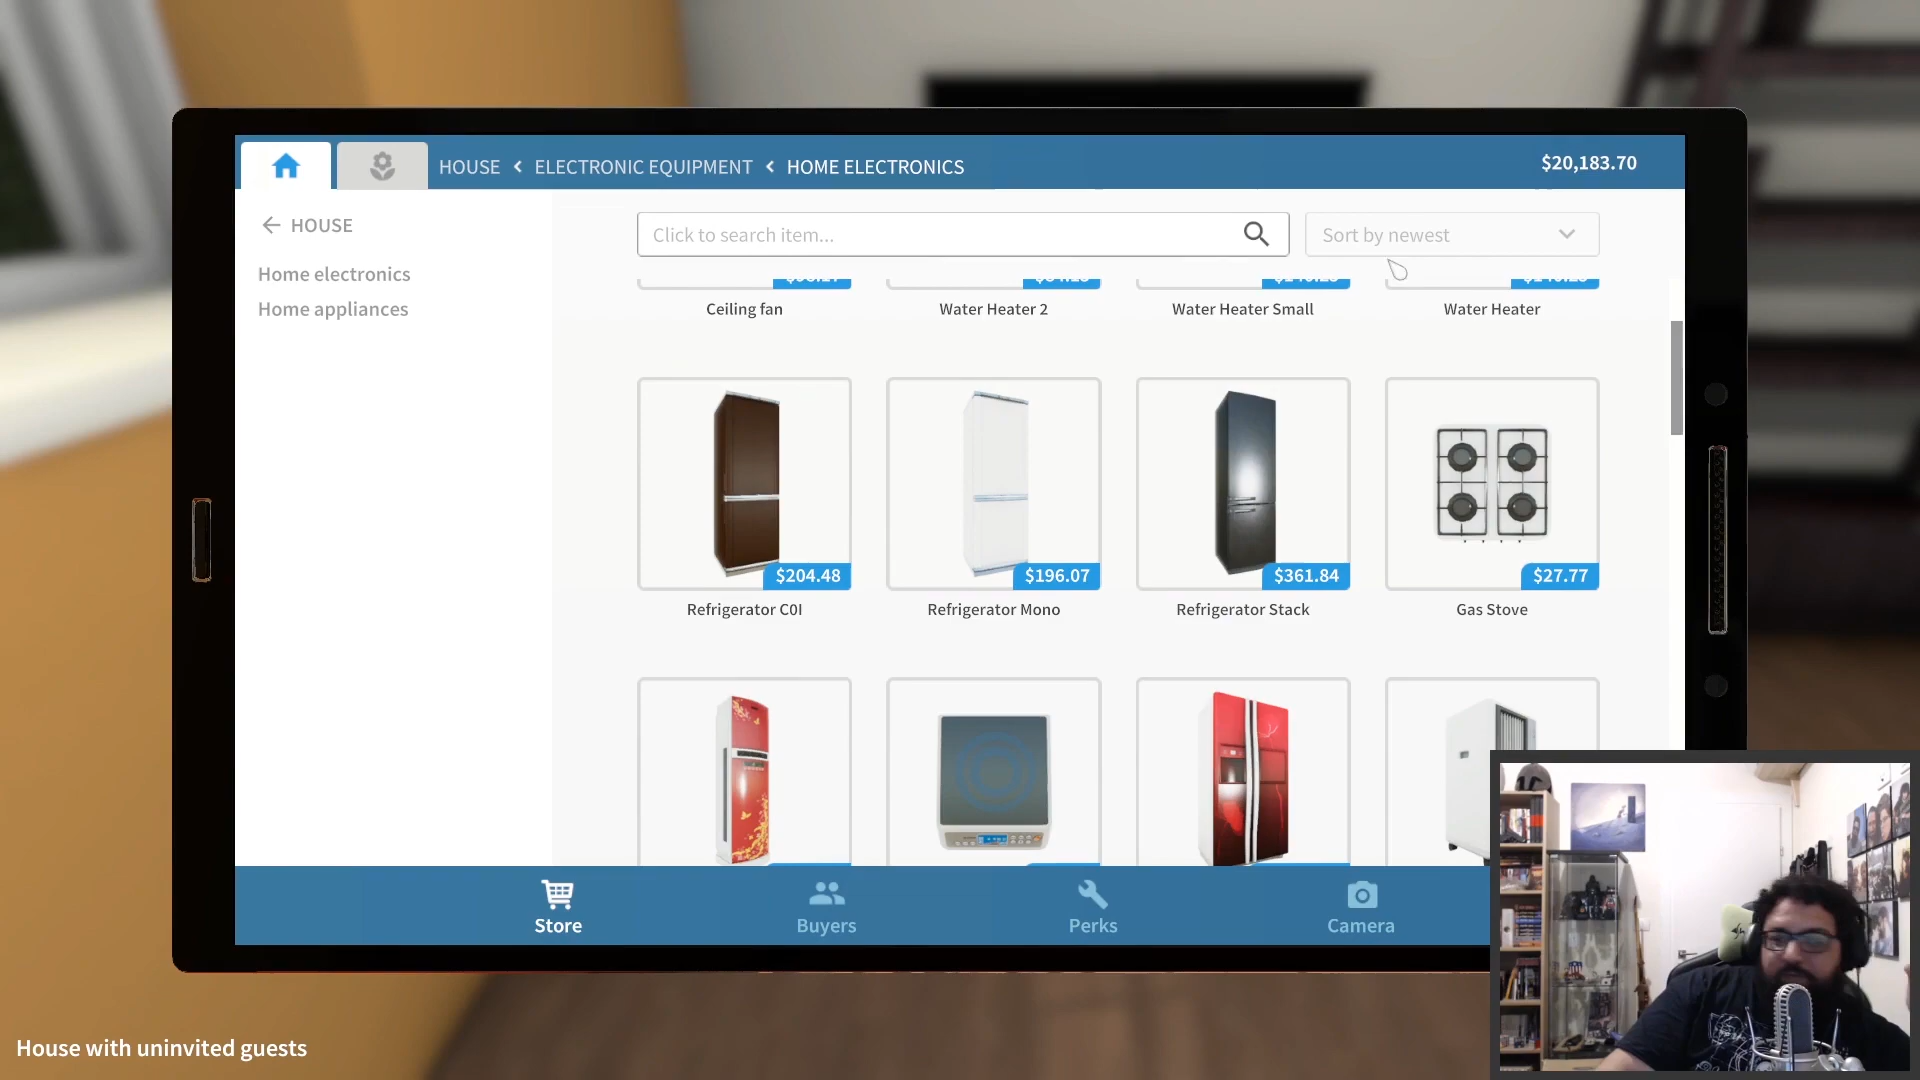 HOUSE < ELECTRONIC EQUIPMENT < HOME ELECTRONICS
$20,183.70
HOUSE
Home electronics
Home appliances
Click to search item...
Sort by newest
Ceiling fan
Water Heater 2
Water Heater Small
Water Heater
$204.48
$196.07
$361.84
$27.77
Refrigerator C0I
Refrigerator Mono
Refrigerator Stack
Gas Stove
Store
Buyers
Perks
Camera
House with uninvited guests